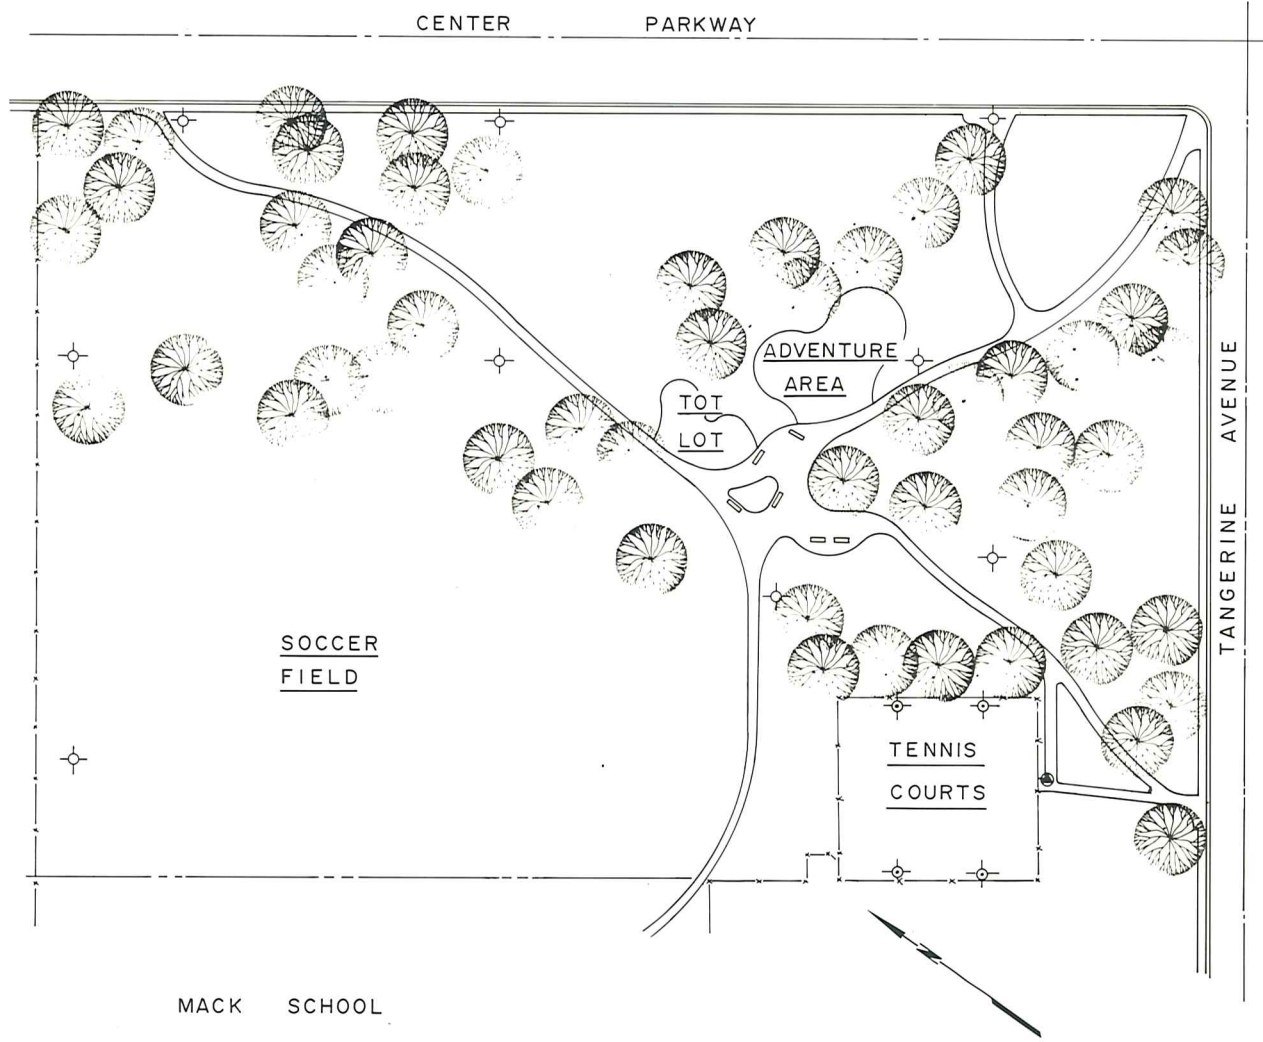 CENTER PARKWAY
ADVENTURE
AREA
TOT
LOT
TANGERINE AVENUE
SOCCER
FIELD
TENNIS
COURTS
N
MACK SCHOOL